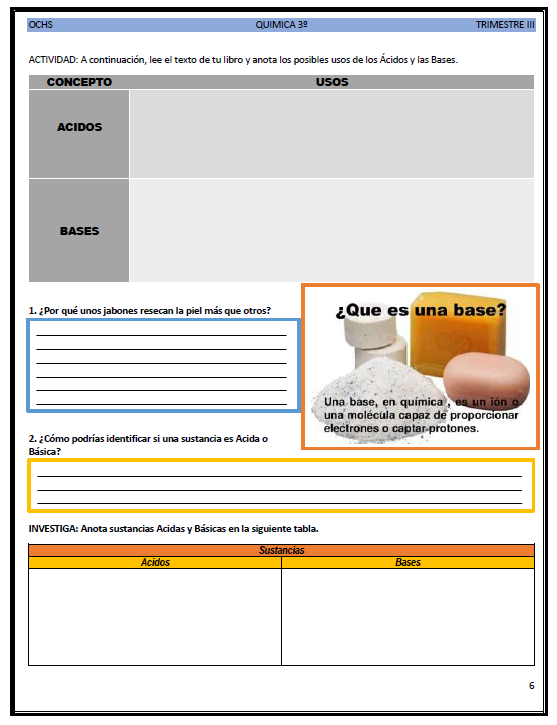 OCHS QUIMICA 3º TRIMESTRE III
ACTIVIDAD: A continuación, lee el texto de tu libro y anota los posibles usos de los Ácidos y las Bases.
CONCEPTO USOS
ACIDOS
BASES
1. ¿Por qué unos jabones resecan la piel más que otros?
¿Que es una base?
Una base, en química , es un ión o
una molécula capaz de proporcionar
electrones o captar protones.
2. ¿Cómo podrías identificar si una sustancia es Acida o
Básica?
INVESTIGA: Anota sustancias Acidas y Básicas en la siguiente tabla.
Sustancias
Acidos Bases
6